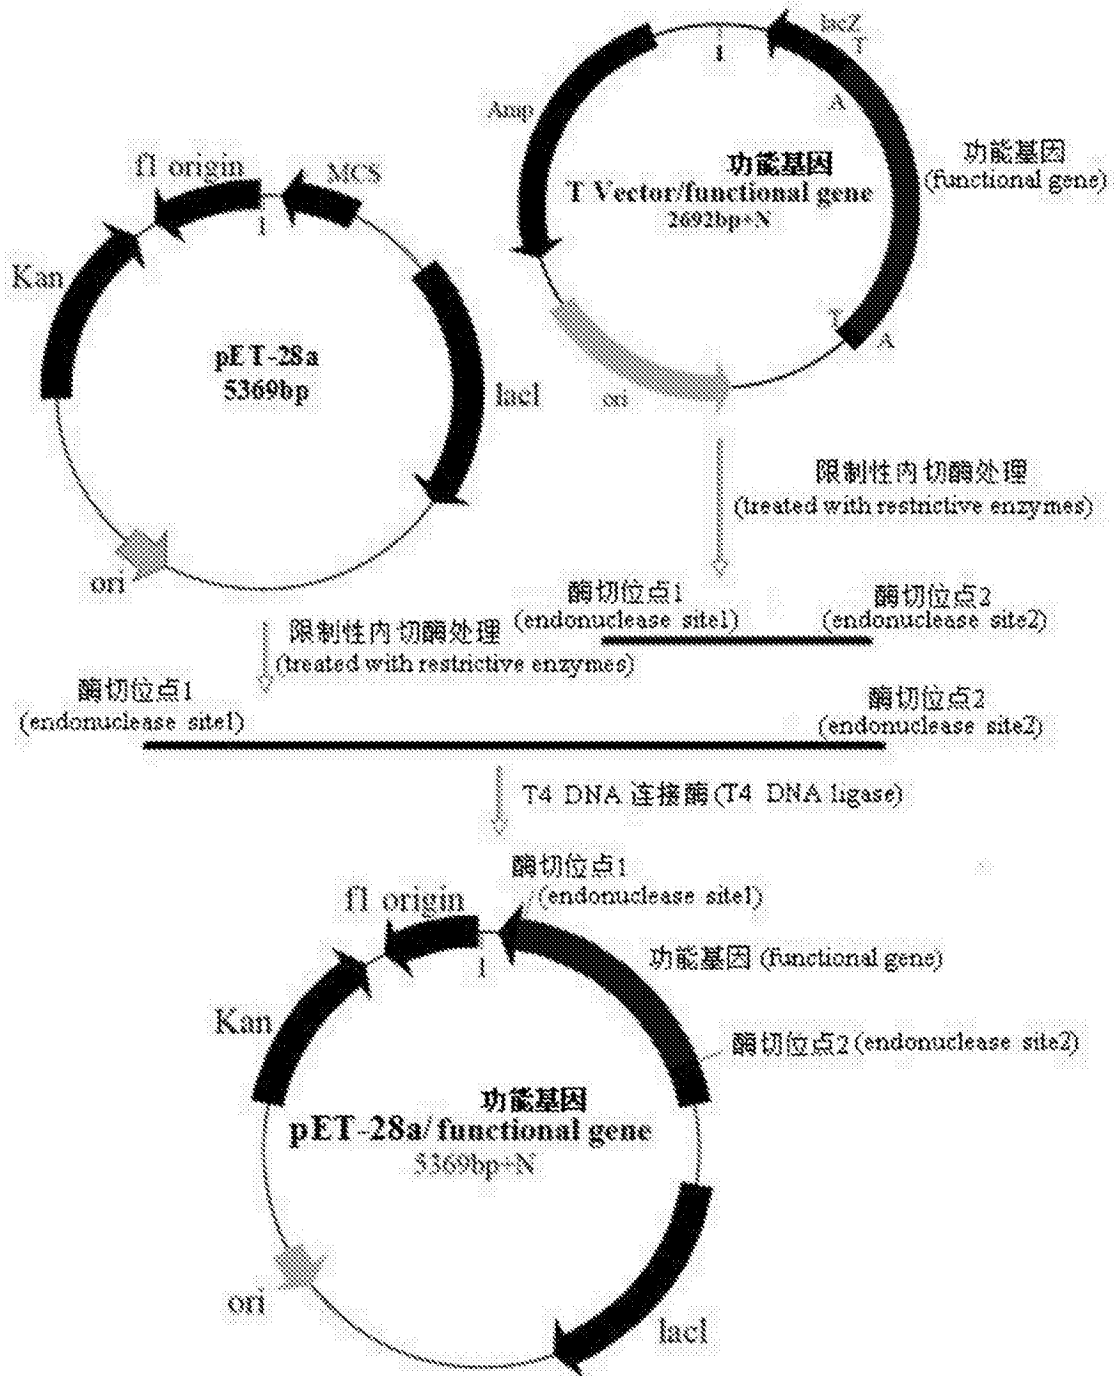 f1 origin
MCS
Kan
1
pET-28a
5369bp
lacI
ori
lacZ
1
T
Amp
A
功能基因
T Vector/functional gene
2692bp+N
功能基因
(functional gene)
T
A
ori
限制性内切酶处理
(treated with restrictive enzymes)
酶切位点1
(endonuclease site1)
酶切位点2
(endonuclease site2)
限制性内切酶处理
(treated with restrictive enzymes)
酶切位点1
(endonuclease site1)
酶切位点2
(endonuclease site2)
T4 DNA 连接酶 (T4 DNA ligase)
酶切位点1
(endonuclease site1)
f1 origin
1
功能基因 (functional gene)
Kan
酶切位点2 (endonuclease site2)
功能基因
pET-28a/functional gene
5369bp+N
ori
lacI